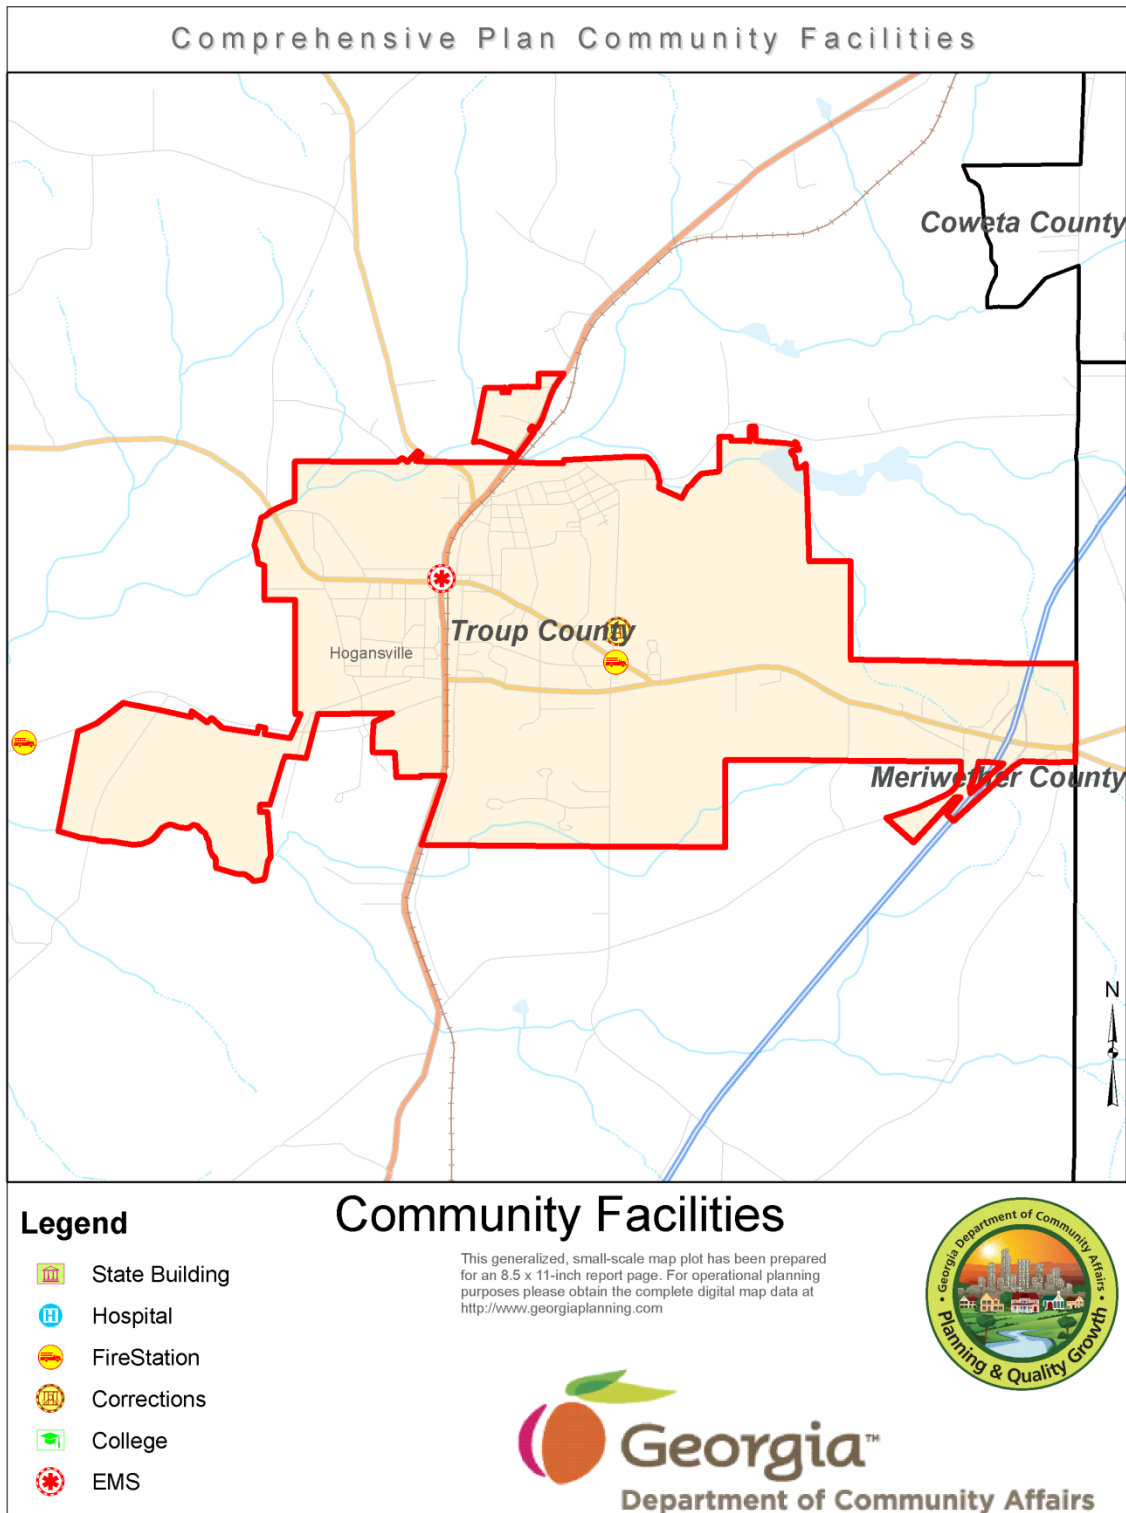 Comprehensive Plan Community Facilities
Coweta County
Troup County
Hogansville
Meriwether County
N
Legend
State Building
Hospital
FireStation
Corrections
College
EMS
Community Facilities
This generalized, small-scale map plot has been prepared
for an 8.5 x 11-inch report page. For operational planning
purposes please obtain the complete digital map data at
http://www.georgiaplanning.com
• Georgia Department of Community Affairs •
Planning & Quality Growth
Georgia™
Department of Community Affairs